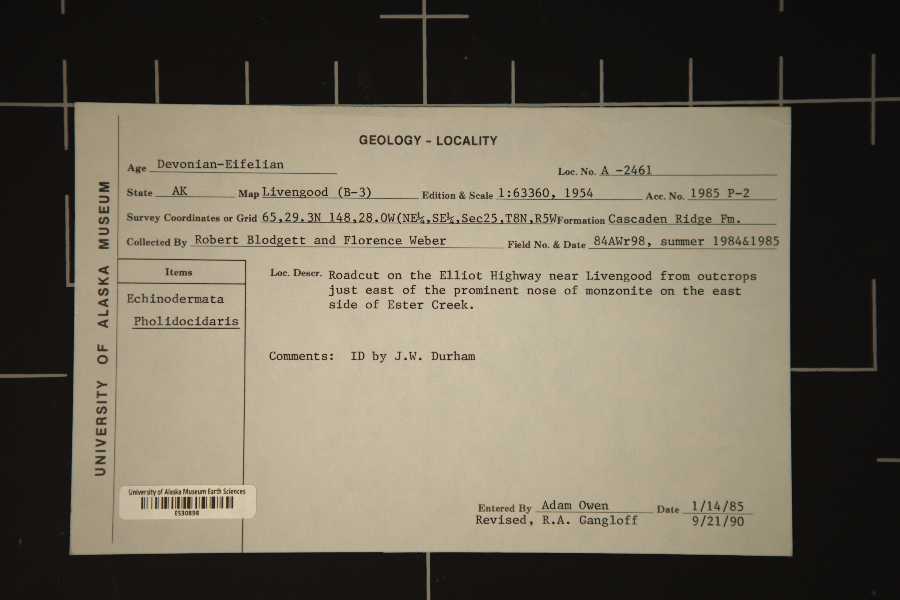 UNIVERSITY OF ALASKA MUSEUM
GEOLOGY - LOCALITY
Age Devonian-Eifelian Loc. No. A -2461
State AK Map Livengood (B-3) Edition & Scale 1:63360, 1954 Acc. No. 1985 P-2
Survey Coordinates or Grid 65,29.3N 148,28.0W(NE¼,SE¼,Sec25,T8N,R5W Formation Cascaden Ridge Fm.
Collected By Robert Blodgett and Florence Weber Field No. & Date 84AWr98, summer 1984&1985
Items
Echinodermata
Pholidocidaris
Loc. Descr. Roadcut on the Elliot Highway near Livengood from outcrops
just east of the prominent nose of monzonite on the east
side of Ester Creek.
Comments: ID by J.W. Durham
University of Alaska Museum Earth Sciences
ES30898
Entered By Adam Owen Date 1/14/85
Revised, R.A. Gangloff 9/21/90